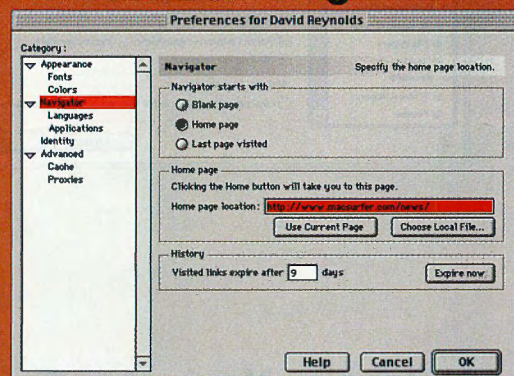 Preferences for David Reynolds
Category:
Appearance
Fonts
Colors
Navigator
Languages
Applications
Identity
Advanced
Cache
Proxies
Navigator
Specify the home page location.
Navigator starts with
Blank page
Home page
Last page visited
Home page
Clicking the Home button will take you to this page.
Home page location: http://www.macsurfer.com/news/
Use Current Page
Choose Local File...
History
Visited links expire after 9 days
Expire now
Help
Cancel
OK